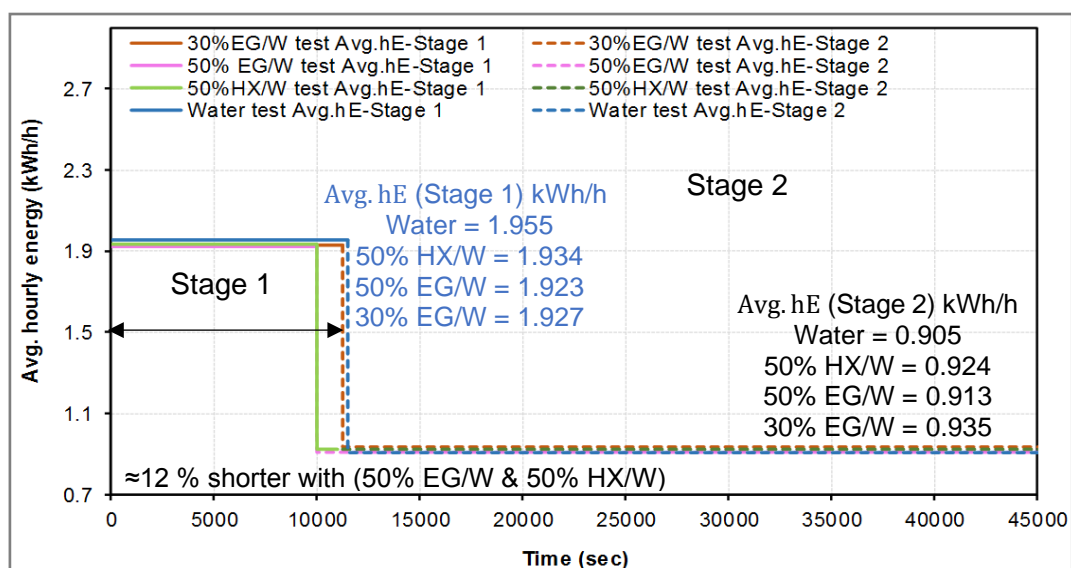 30%EG/W test Avg.hE-Stage 1
30%EG/W test Avg.hE-Stage 2
50% EG/W test Avg.hE-Stage 1
50%EG/W test Avg.hE-Stage 2
50%HX/W test Avg.hE-Stage 1
50%HX/W test Avg.hE-Stage 2
Water test Avg.hE-Stage 1
Water test Avg.hE-Stage 2
Avg. hourly energy (kWh/h)
2.7
2.3
1.9
1.5
1.1
0.7
Avg. hE (Stage 1) kWh/h
Water = 1.955
50% HX/W = 1.934
50% EG/W = 1.923
30% EG/W = 1.927
Stage 1
Stage 2
Avg. hE (Stage 2) kWh/h
Water = 0.905
50% HX/W = 0.924
50% EG/W = 0.913
30% EG/W = 0.935
≈12 % shorter with (50% EG/W & 50% HX/W)
0 5000 10000 15000 20000 25000 30000 35000 40000 45000
Time (sec)